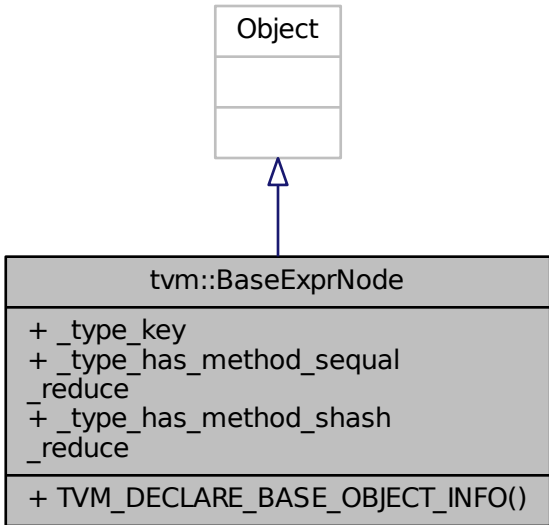 Object
tvm::BaseExprNode
+ _type_key
+ _type_has_method_sequal
_reduce
+ _type_has_method_shash
_reduce
+ TVM_DECLARE_BASE_OBJECT_INFO()